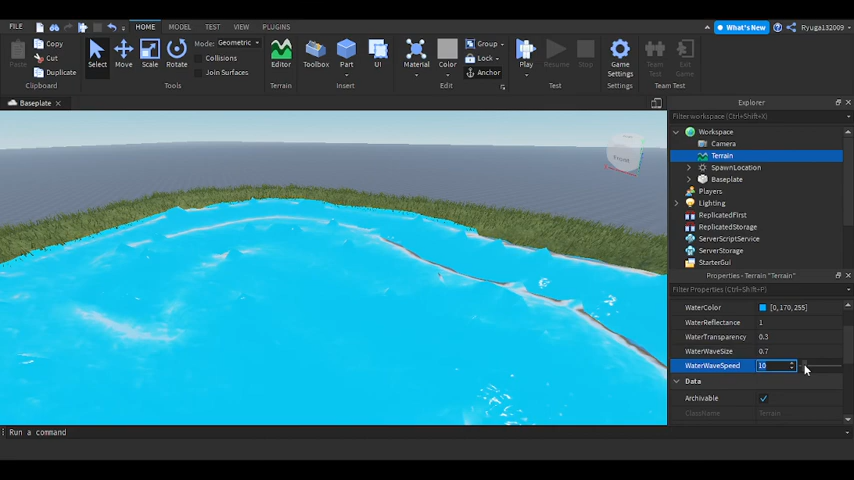 FILE HOME MODEL TEST VIEW PLUGINS What's New Ryuga132009
Copy Cut Duplicate Paste Clipboard
Select Move Scale Rotate Mode: Geometric Collisions Join Surfaces Tools
Editor Terrain
Toolbox Part UI Insert
Material Color Group Lock Anchor Edit
Play Resume Stop Test
Game Settings Settings
Team Test Exit Game Team Test
Baseplate
Front
Explorer
Filter workspace (Ctrl+Shift+X)
Workspace
Camera
Terrain
SpawnLocation
Baseplate
Players
Lighting
ReplicatedFirst
ReplicatedStorage
ServerScriptService
ServerStorage
StarterGui
Properties - Terrain "Terrain"
Filter Properties (Ctrl+Shift+P)
WaterColor [0,170,255]
WaterReflectance 1
WaterTransparency 0.3
WaterWaveSize 0.7
WaterWaveSpeed 10
Data
Archivable
ClassName Terrain
Run a command